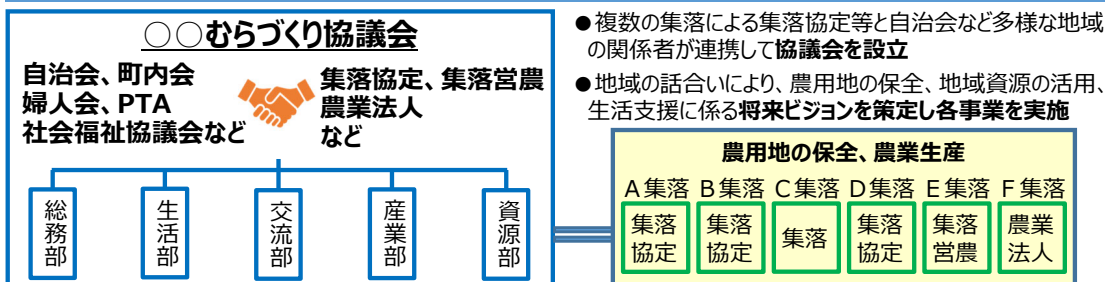 ○○むらづくり協議会
自治会、町内会
婦人会、PTA
社会福祉協議会など
集落協定、集落営農
農業法人
など
総務部
生活部
交流部
産業部
資源部
●複数の集落による集落協定等と自治会など多様な地域
の関係者が連携して協議会を設立
●地域の話合いにより、農用地の保全、地域資源の活用、
生活支援に係る将来ビジョンを策定し各事業を実施
農用地の保全、農業生産
A集落 B集落 C集落 D集落 E集落 F集落
集落
協定
集落
協定
集落
集落
協定
集落
営農
農業
法人